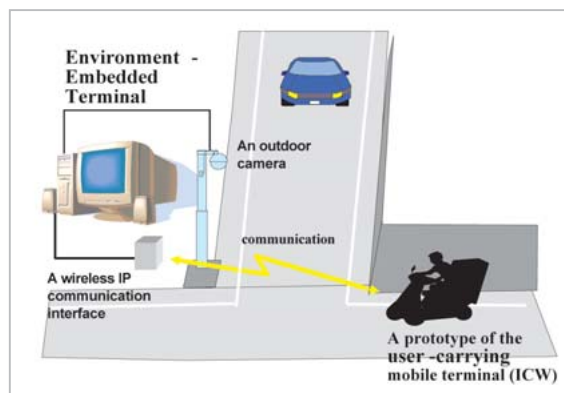 Environment -
Embedded
Terminal
An outdoor
camera
communication
A wireless IP
communication
interface
A prototype of the
user -carrying
mobile terminal (ICW)